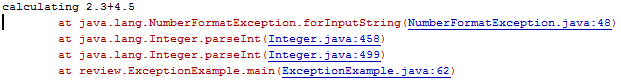 calculating 2.3+4.5
at java.lang.NumberFormatException.forInputString(NumberFormatException.java:48)
at java.lang.Integer.parseInt(Integer.java:458)
at java.lang.Integer.parseInt(Integer.java:499)
at review.ExceptionExample.main(ExceptionExample.java:62)